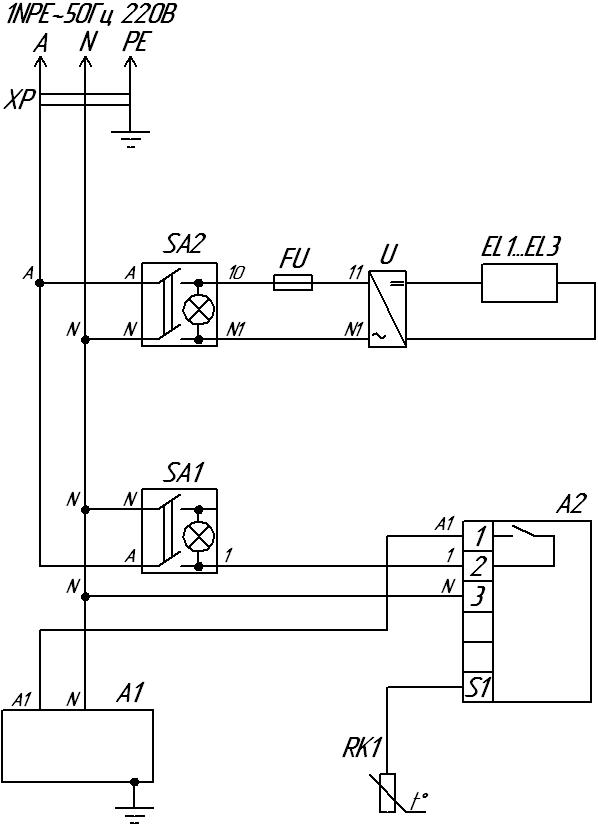 1NPE~50Гц 220В
A N PE
XP
SA2 FU U EL1...EL3
A A 10 11
N N N1 N1
SA1
N N A1 1 A2
A 1 1 2
N N 3
A1 N A1 S1
RK1
t°